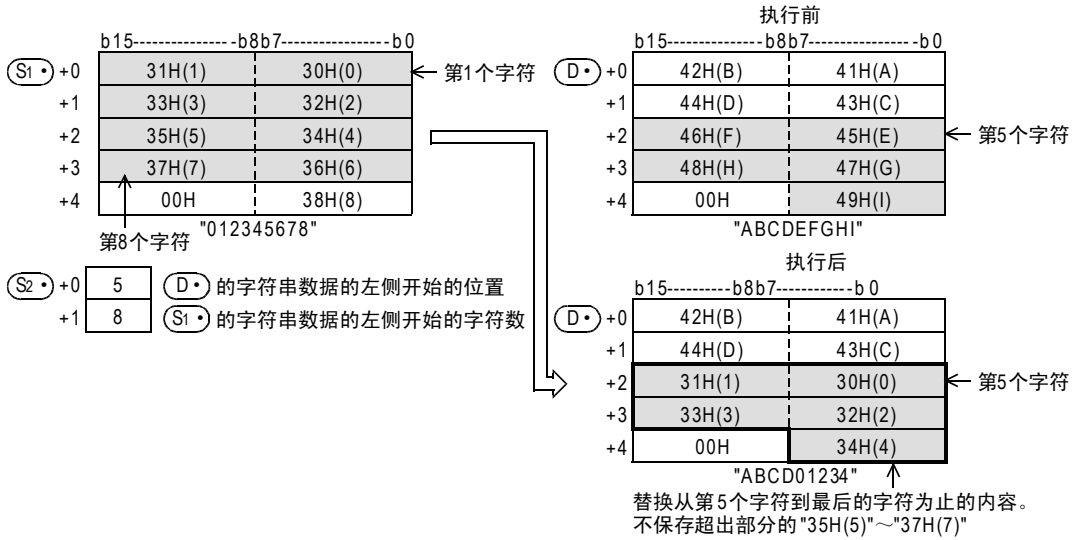 b15---------------b8b7-----------------b0
S1・ +0 31H(1) 30H(0) 第1个字符
+1 33H(3) 32H(2)
+2 35H(5) 34H(4)
+3 37H(7) 36H(6)
+4 00H 38H(8)
"012345678"
第8个字符
S2・ +0 5 D・ 的字符串数据的左侧开始的位置
+1 8 S1・ 的字符串数据的左侧开始的字符数
执行前
b15---------------b8b7-----------------b0
D・ +0 42H(B) 41H(A)
+1 44H(D) 43H(C)
+2 46H(F) 45H(E) 第5个字符
+3 48H(H) 47H(G)
+4 00H 49H(I)
"ABCDEFGHI"
执行后
b15----------b8b7------------b0
D・ +0 42H(B) 41H(A)
+1 44H(D) 43H(C)
+2 31H(1) 30H(0) 第5个字符
+3 33H(3) 32H(2)
+4 00H 34H(4)
"ABCD01234"
替换从第5个字符到最后的字符为止的内容。
不保存超出部分的"35H(5)"～"37H(7)"